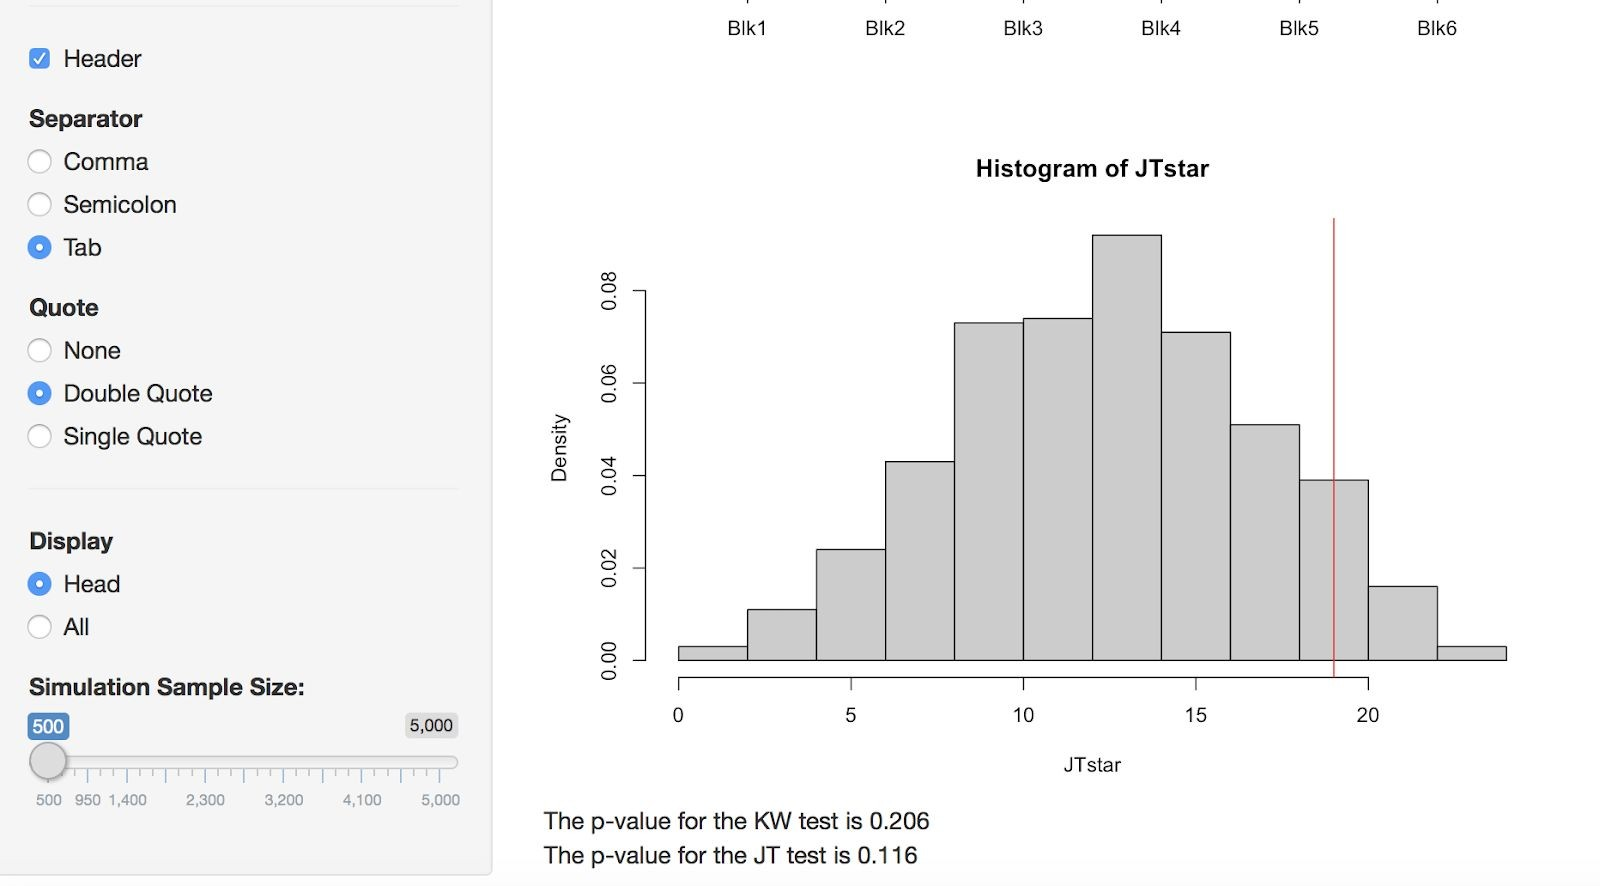 Header
Separator
Comma
Semicolon
Tab
Quote
None
Double Quote
Single Quote
Display
Head
All
Simulation Sample Size:
500 5,000
500 950 1,400 2,300 3,200 4,100 5,000
Blk1 Blk2 Blk3 Blk4 Blk5 Blk6
Histogram of JTstar
Density
0.08
0.06
0.04
0.02
0.00
0 5 10 15 20
JTstar
The p-value for the KW test is 0.206
The p-value for the JT test is 0.116